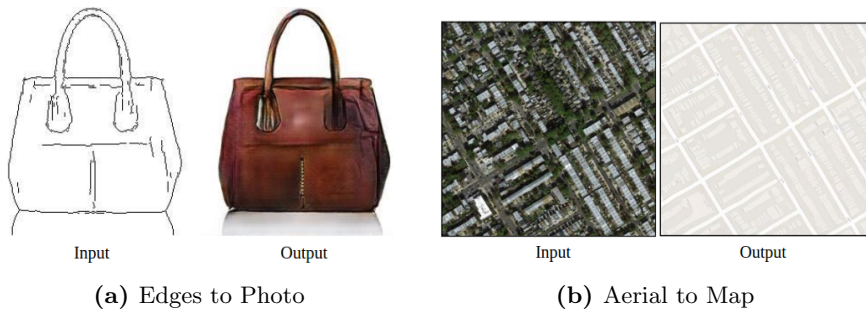 Input
Output
Input
Output
(a) Edges to Photo
(b) Aerial to Map